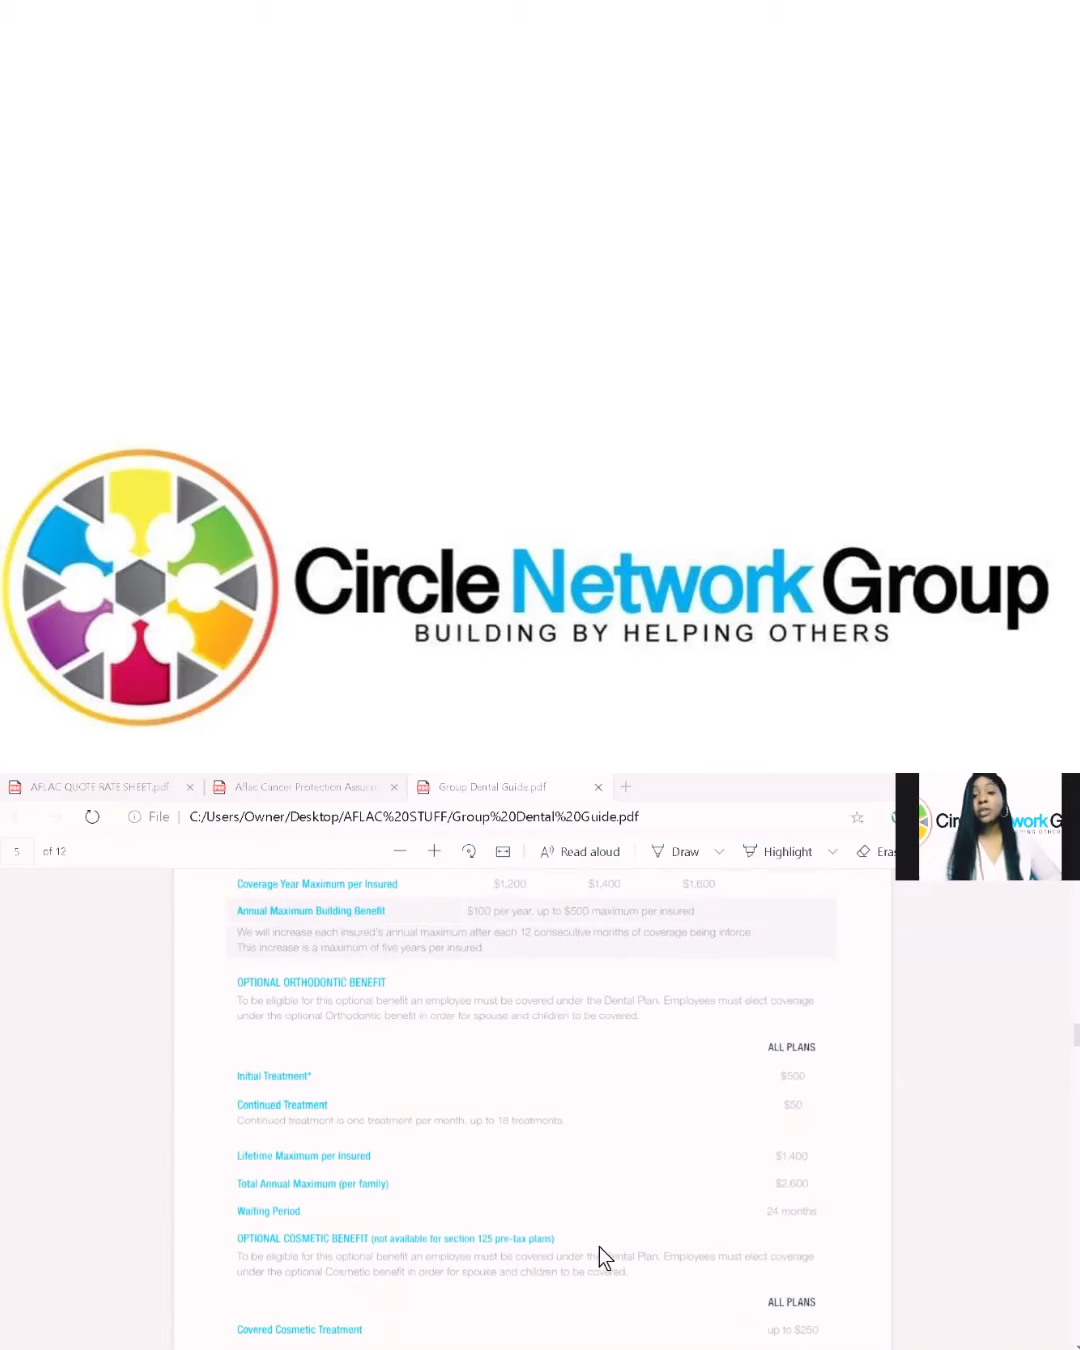 Circle Network Group
BUILDING BY HELPING OTHERS
AFLAC QUOTE RATE SHEET.pdf
Aflac Cancer Protection Assuran
Group Dental Guide.pdf
File
C:/Users/Owner/Desktop/AFLAC%20STUFF/Group%20Dental%20Guide.pdf
5 of 12
Read aloud
Draw
Highlight
Eras
Cir work G
Coverage Year Maximum per Insured $1,200 $1,400 $1,600
Annual Maximum Building Benefit $100 per year, up to $500 maximum per insured
We will increase each insured's annual maximum after each 12 consecutive months of coverage being inforce.
This increase is a maximum of five years per insured.
OPTIONAL ORTHODONTIC BENEFIT
To be eligible for this optional benefit an employee must be covered under the Dental Plan. Employees must elect coverage
under the optional Orthodontic benefit in order for spouse and children to be covered.
ALL PLANS
Initial Treatment* $500
Continued Treatment $50
Continued treatment is one treatment per month, up to 18 treatments.
Lifetime Maximum per Insured $1,400
Total Annual Maximum (per family) $2,600
Waiting Period 24 months
OPTIONAL COSMETIC BENEFIT (not available for section 125 pre-tax plans)
To be eligible for this optional benefit an employee must be covered under the Dental Plan. Employees must elect coverage
under the optional Cosmetic benefit in order for spouse and children to be covered.
ALL PLANS
Covered Cosmetic Treatment up to $250